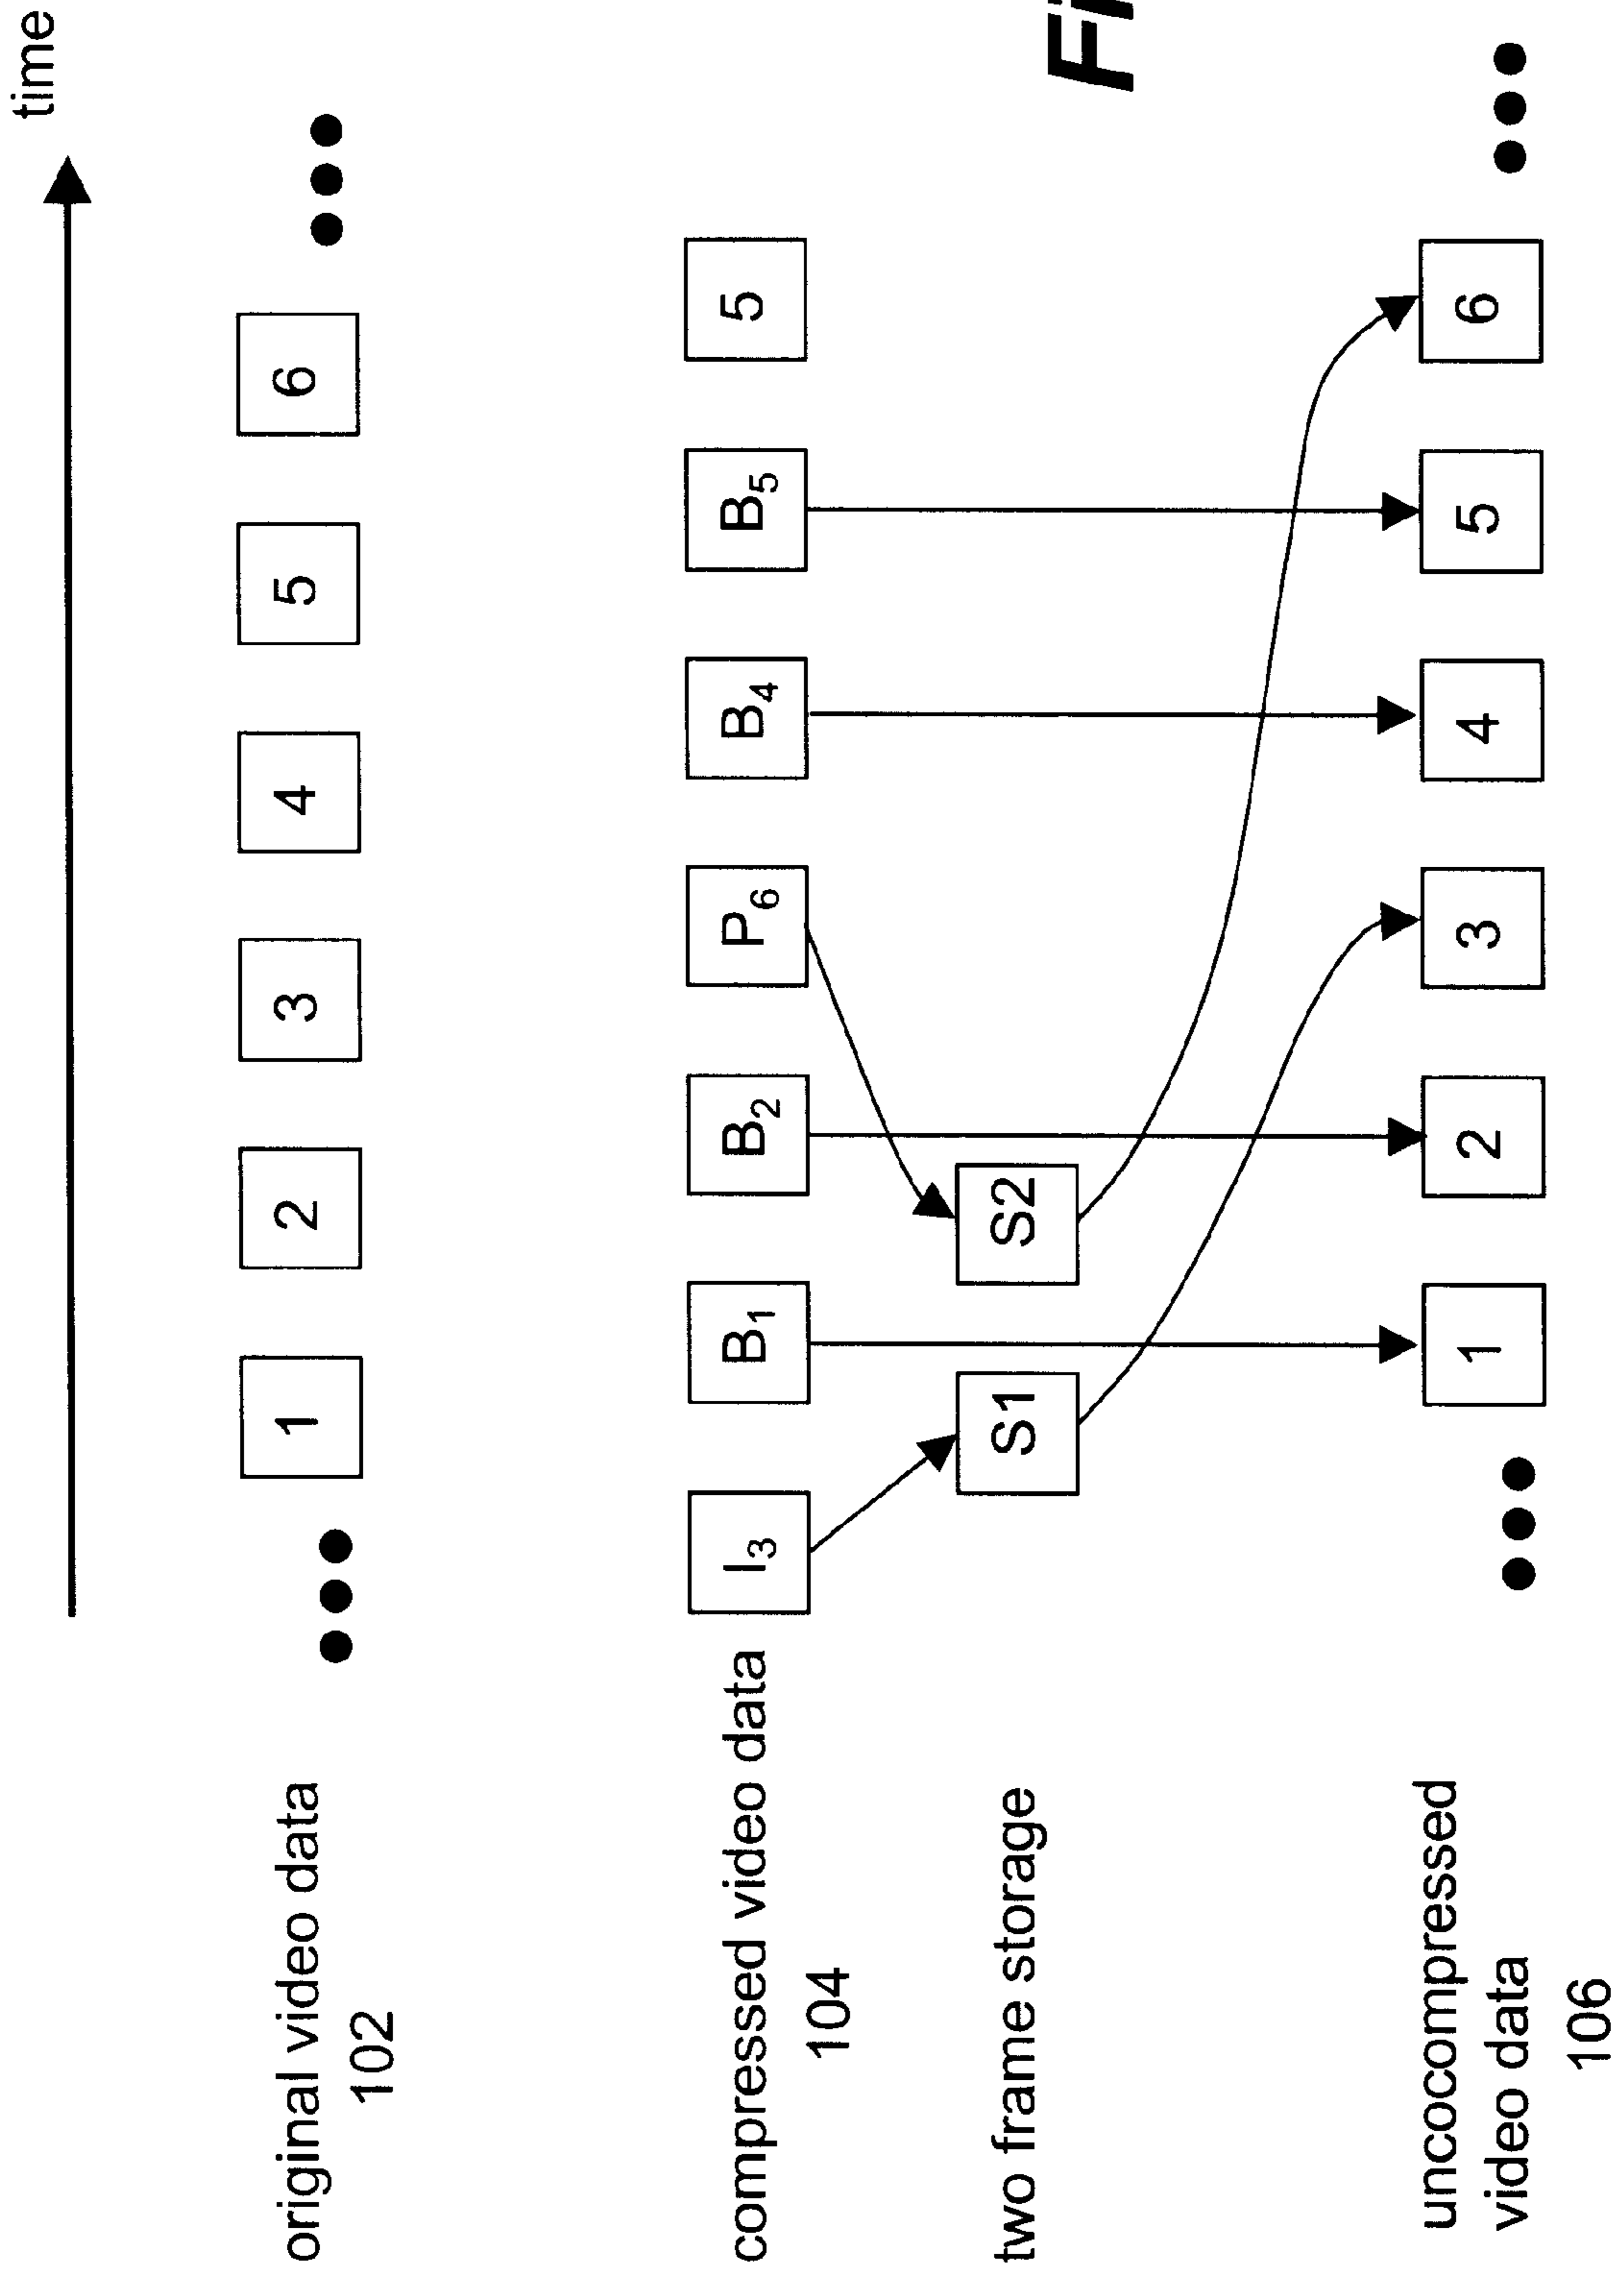 time
original video data
102
1 2 3 4 5 6
compressed video data
104
I3 B1 B2 P6 B4 B5 5
two frame storage
S1 S2
Fi
uncocompressed
video data
106
1 2 3 4 5 6